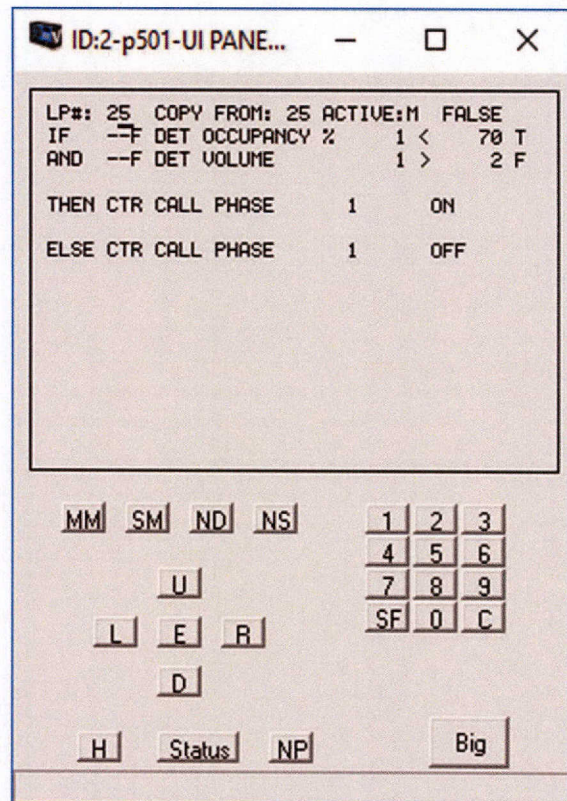 ID:2-p501-UI PANE...
LP#: 25 COPY FROM: 25 ACTIVE:M FALSE
IF --F DET OCCUPANCY % 1 < 70 T
AND --F DET VOLUME 1 > 2 F
THEN CTR CALL PHASE 1 ON
ELSE CTR CALL PHASE 1 OFF
MM SM ND NS 1 2 3
4 5 6
U 7 8 9
L E R SF 0 C
D
H Status NP Big